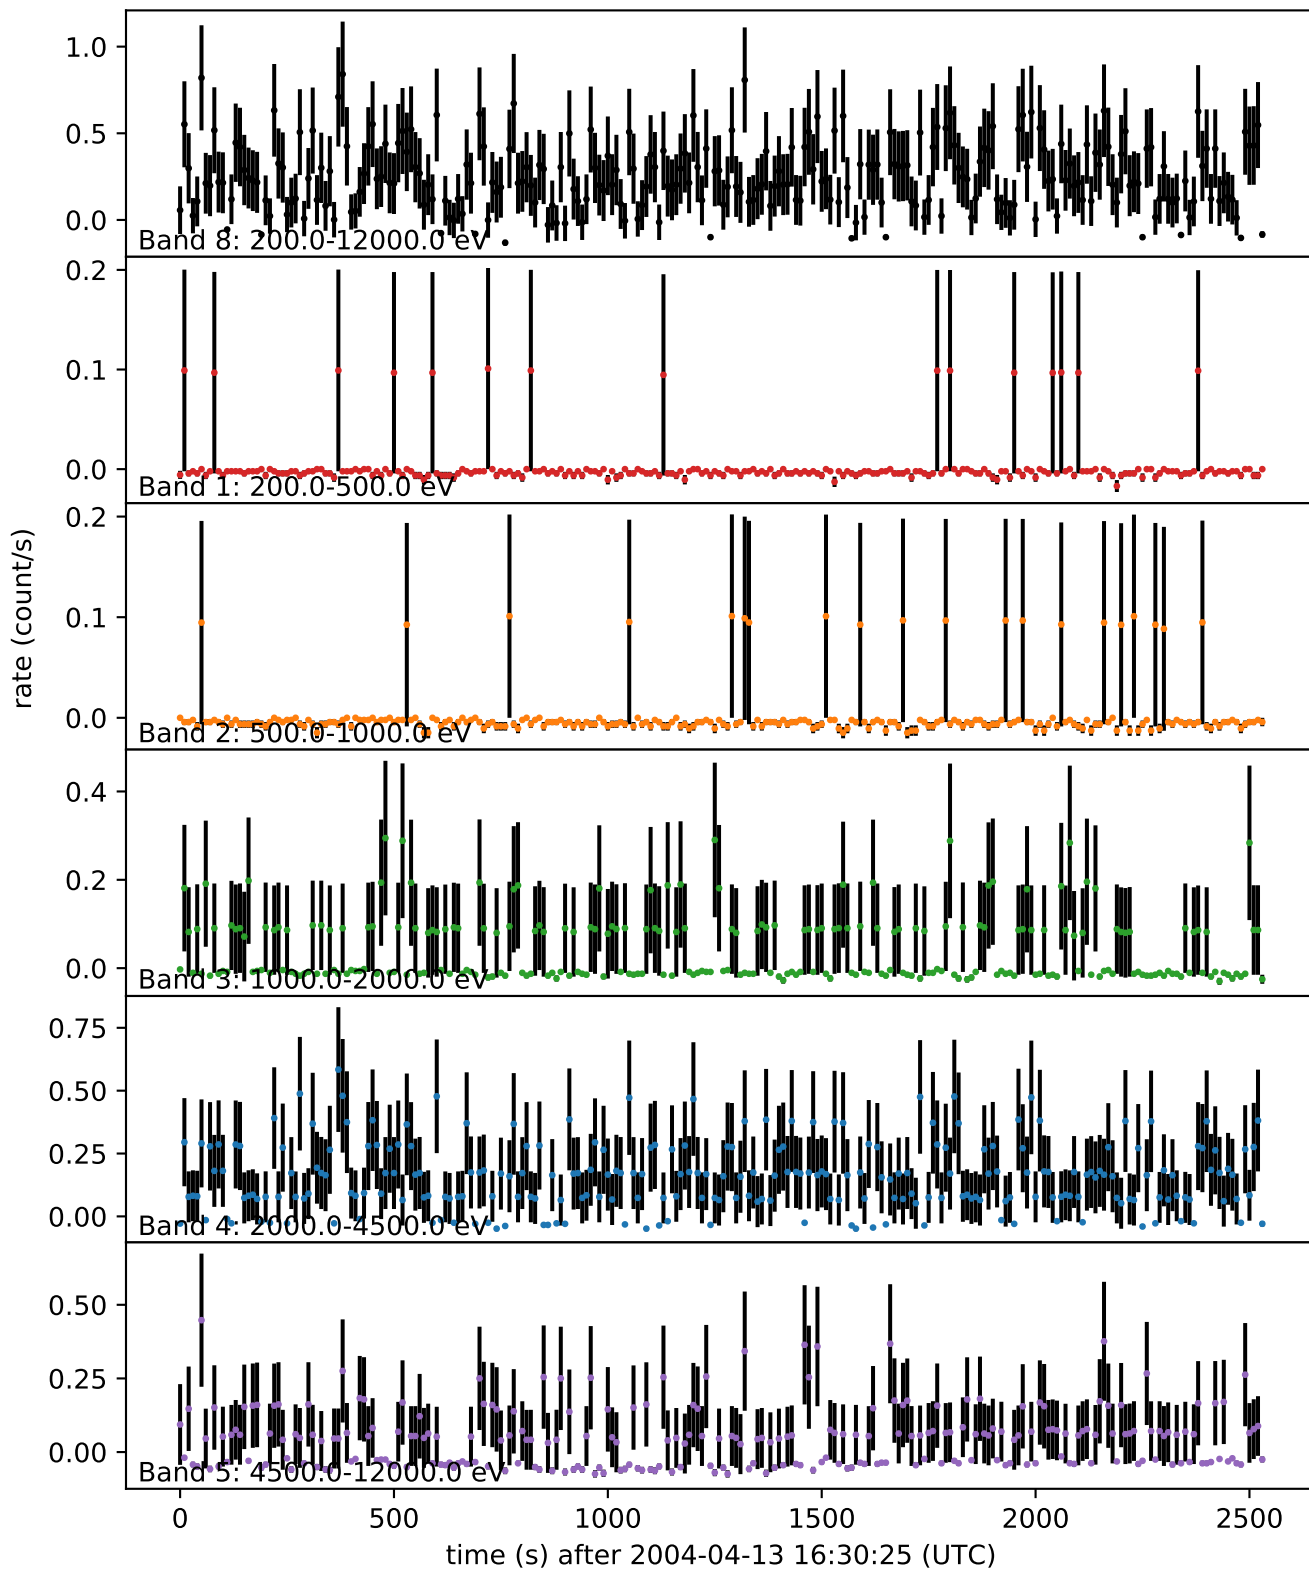 1.0
0.5
0.0
Band 8: 200.0-12000.0 eV
0.2
0.1
0.0
Band 1: 200.0-500.0 eV
0.2
0.1
0.0
Band 2: 500.0-1000.0 eV
rate (count/s)
0.4
0.2
0.0
Band 3: 1000.0-2000.0 eV
0.75
0.50
0.25
0.00
Band 4: 2000.0-4500.0 eV
0.50
0.25
0.00
Band 5: 4500.0-12000.0 eV
0 500 1000 1500 2000 2500
time (s) after 2004-04-13 16:30:25 (UTC)